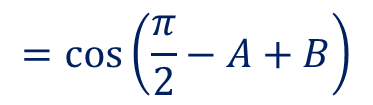 = cos(π/2 − A + B)